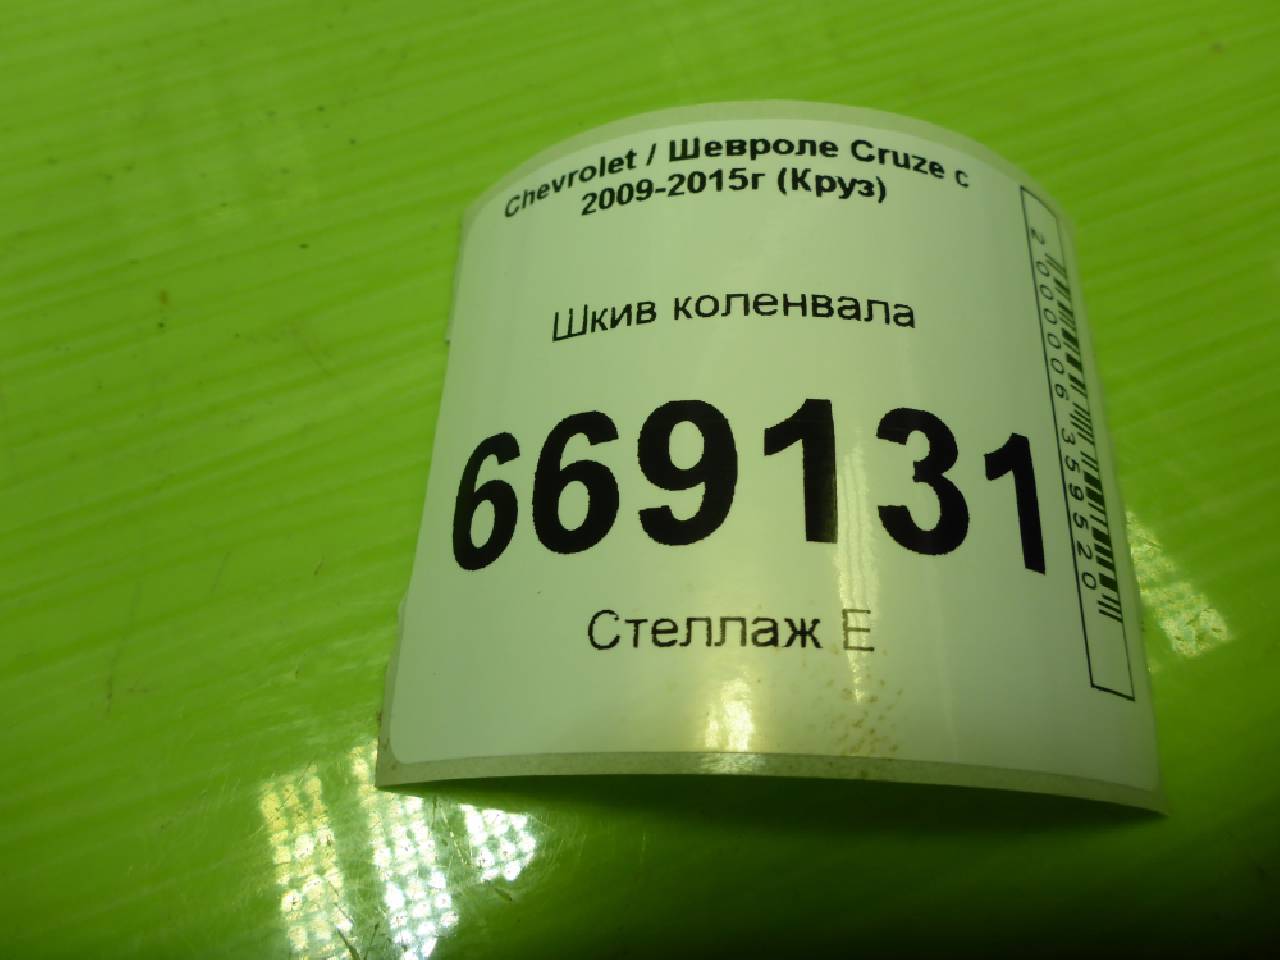 Chevrolet / Шевроле Cruze с
2009-2015г (Круз)
Шкив коленвала
669131
Стеллаж Е
2000006359520